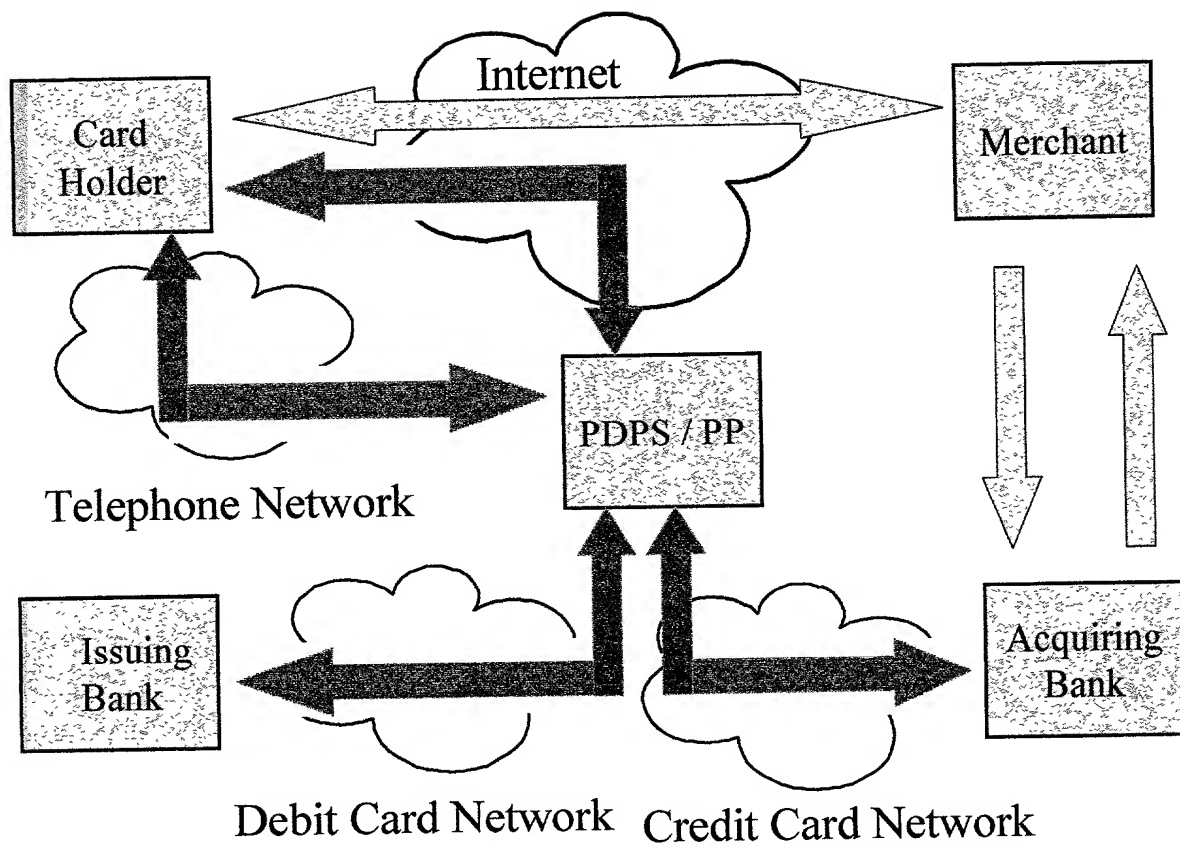 Internet
Card
Holder
Merchant
PDPS / PP
Telephone Network
Issuing
Bank
Acquiring
Bank
Debit Card Network
Credit Card Network